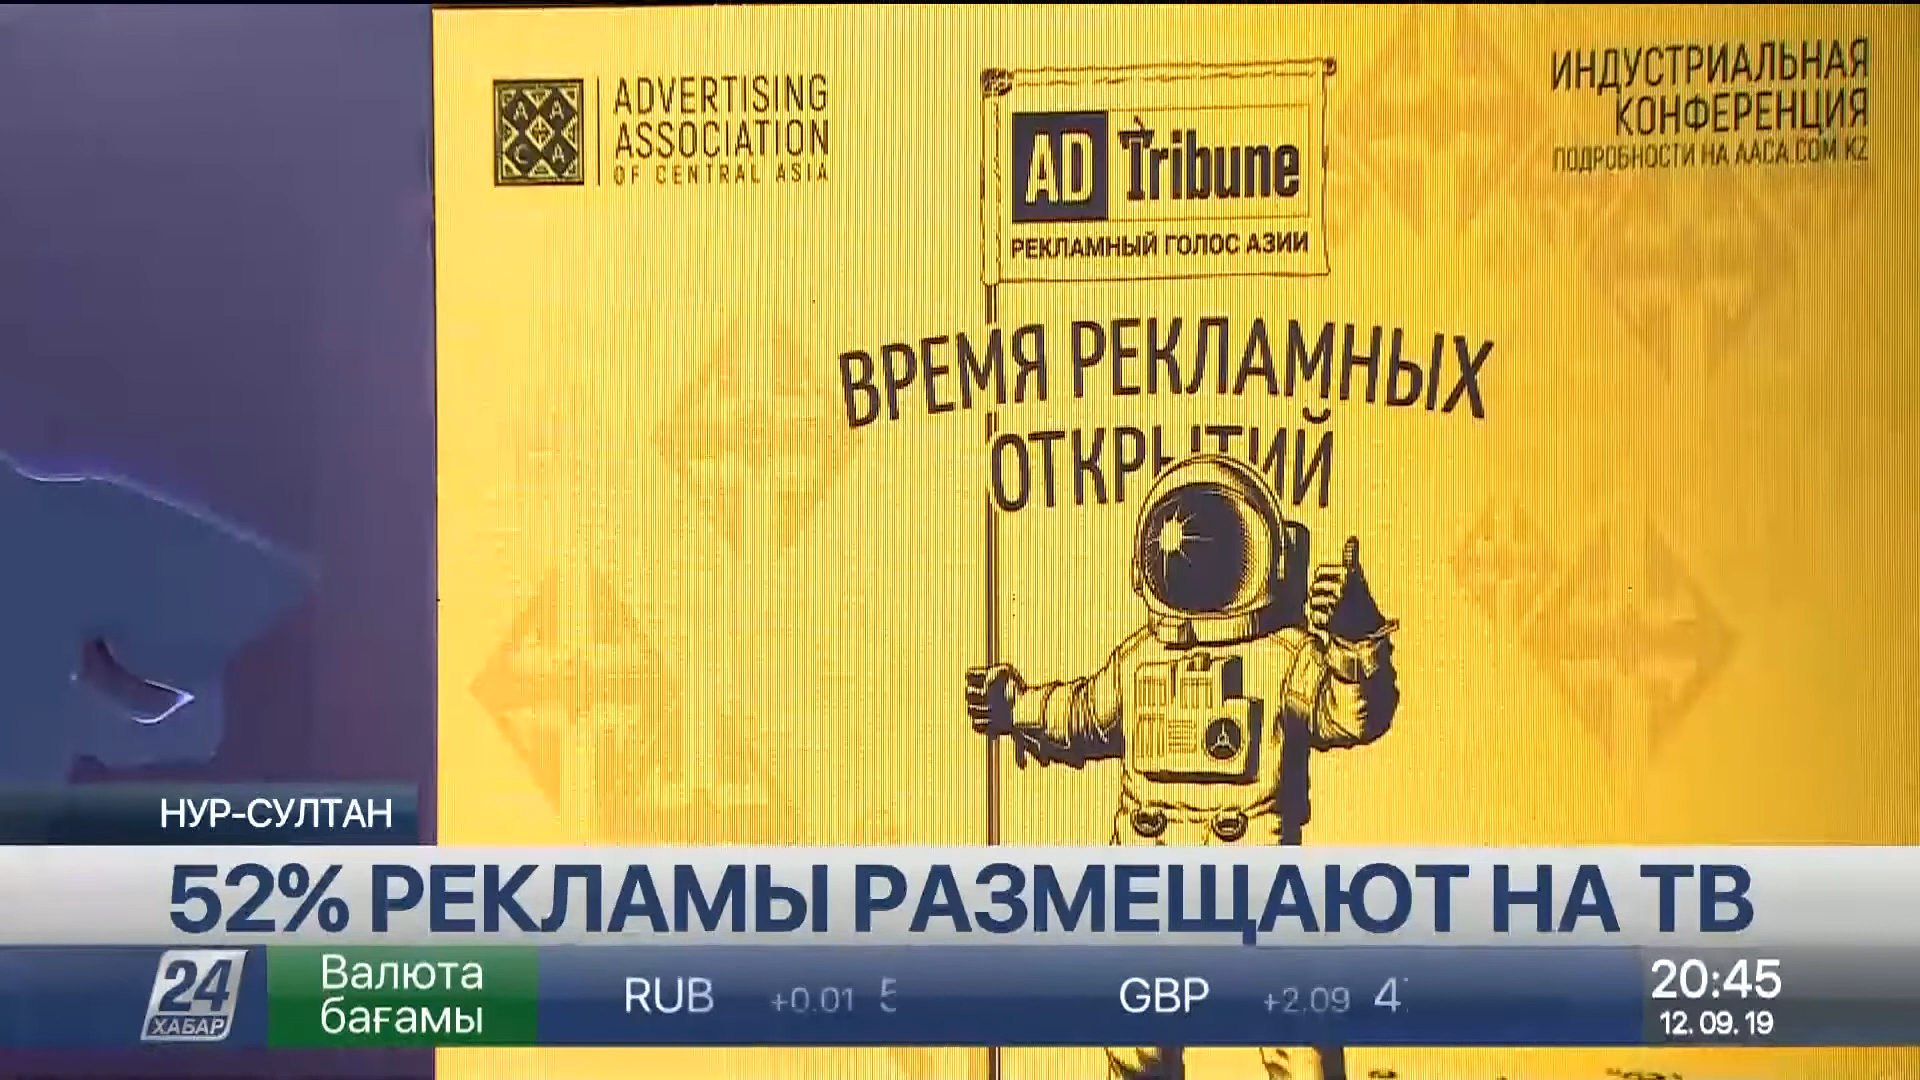 ADVERTISING
ASSOCIATION
OF CENTRAL ASIA
A A
C A
AD Tribune
РЕКЛАМНЫЙ ГОЛОС АЗИИ
ИНДУСТРИАЛЬНАЯ
КОНФЕРЕНЦИЯ
ПОДРОБНОСТИ НА AACA.COM.KZ
ВРЕМЯ РЕКЛАМНЫХ
ОТКРЫТИЙ
НУР-СУЛТАН
52% РЕКЛАМЫ РАЗМЕЩАЮТ НА ТВ
24
ХАБАР
Валюта
бағамы
RUB +0.01 5
GBP +2.09 4
20:45
12.09.19